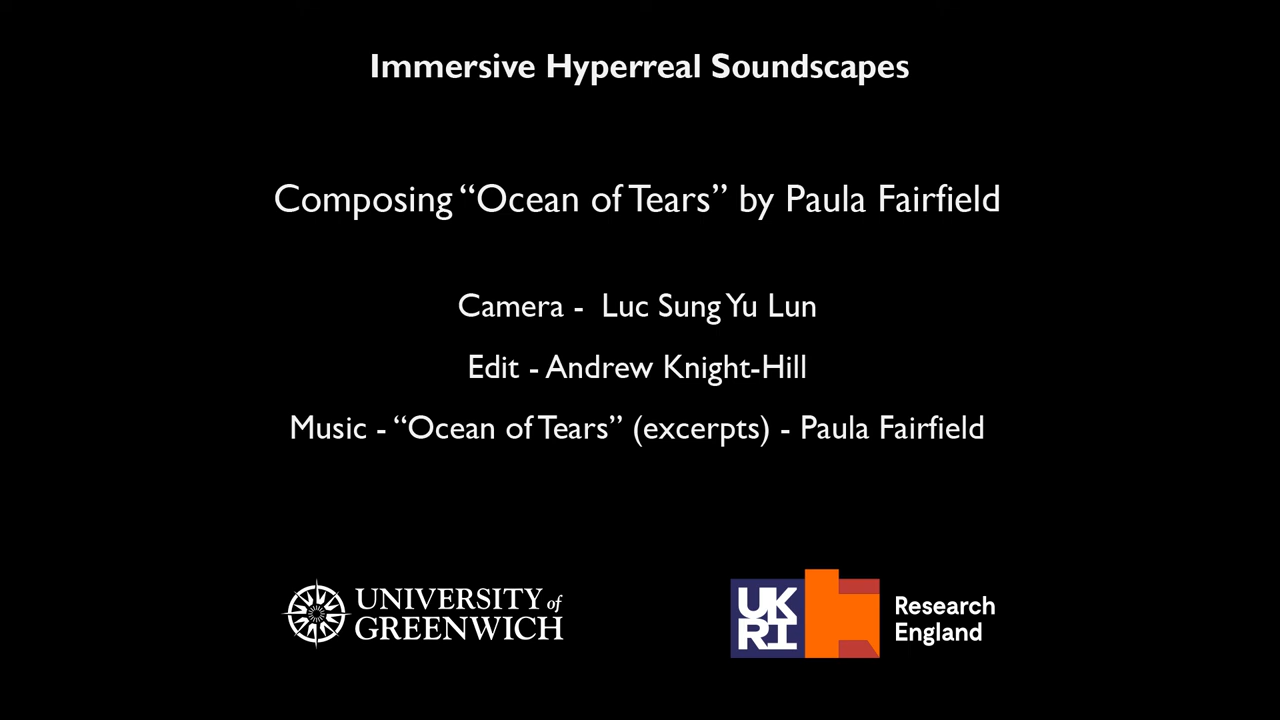 Immersive Hyperreal Soundscapes
Composing “Ocean of Tears” by Paula Fairfield
Camera - Luc Sung Yu Lun
Edit - Andrew Knight-Hill
Music - “Ocean of Tears” (excerpts) - Paula Fairfield
UNIVERSITY of
GREENWICH
UK
RI
Research
England